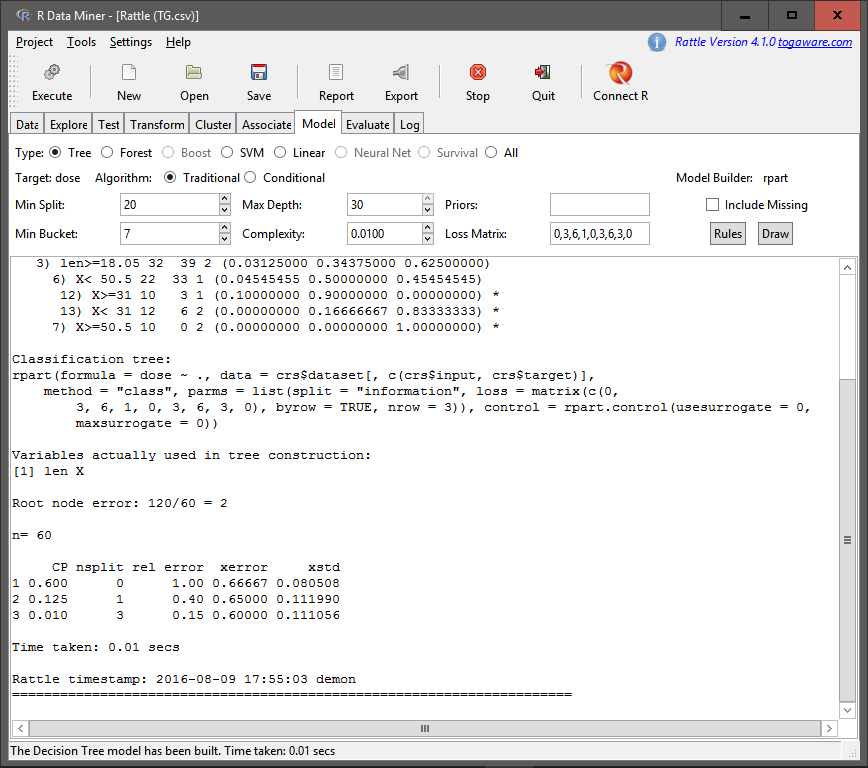 R Data Miner - [Rattle (TG.csv)]
Project Tools Settings Help
Rattle Version 4.1.0 togaware.com
Execute New Open Save Report Export Stop Quit Connect R
Data Explore Test Transform Cluster Associate Model Evaluate Log
Type: Tree Forest Boost SVM Linear Neural Net Survival All
Target: dose Algorithm: Traditional Conditional Model Builder: rpart
Min Split: 20 Max Depth: 30 Priors: Include Missing
Min Bucket: 7 Complexity: 0.0100 Loss Matrix: 0,3,6,1,0,3,6,3,0 Rules Draw
3) len>=18.05 32 39 2 (0.03125000 0.34375000 0.62500000)
6) X< 50.5 22 33 1 (0.04545455 0.50000000 0.45454545)
12) X>=31 10 3 1 (0.10000000 0.90000000 0.00000000) *
13) X< 31 12 6 2 (0.00000000 0.16666667 0.83333333) *
7) X>=50.5 10 0 2 (0.00000000 0.00000000 1.00000000) *
Classification tree:
rpart(formula = dose ~ ., data = crs$dataset[, c(crs$input, crs$target)],
method = "class", parms = list(split = "information", loss = matrix(c(0,
3, 6, 1, 0, 3, 6, 3, 0), byrow = TRUE, nrow = 3)), control = rpart.control(usesurrogate = 0,
maxsurrogate = 0))
Variables actually used in tree construction:
[1] len X
Root node error: 120/60 = 2
n= 60
CP nsplit rel error xerror xstd
1 0.600 0 1.00 0.66667 0.080508
2 0.125 1 0.40 0.65000 0.111990
3 0.010 3 0.15 0.60000 0.111056
Time taken: 0.01 secs
Rattle timestamp: 2016-08-09 17:55:03 demon
======================================================================
The Decision Tree model has been built. Time taken: 0.01 secs